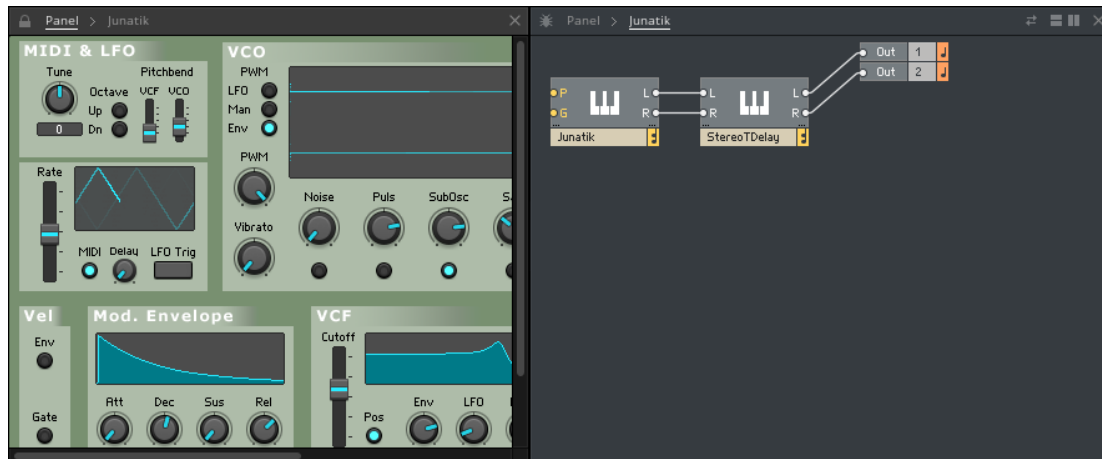 Panel > Junatik
MIDI & LFO
Tune
Pitchbend
Octave
VCF VCO
Up
0 Dn
Rate
MIDI Delay LFO Trig
VCO
PWM
LFO
Man
Env
PWM
Vibrato
Noise Puls SubOsc
Vel
Env
Gate
Mod. Envelope
Att Dec Sus Rel
VCF
Cutoff
Pos
Env LFO
Panel > Junatik
Out 1
Out 2
P L
G R
...
Junatik
L L
R R
... ...
StereoTDelay